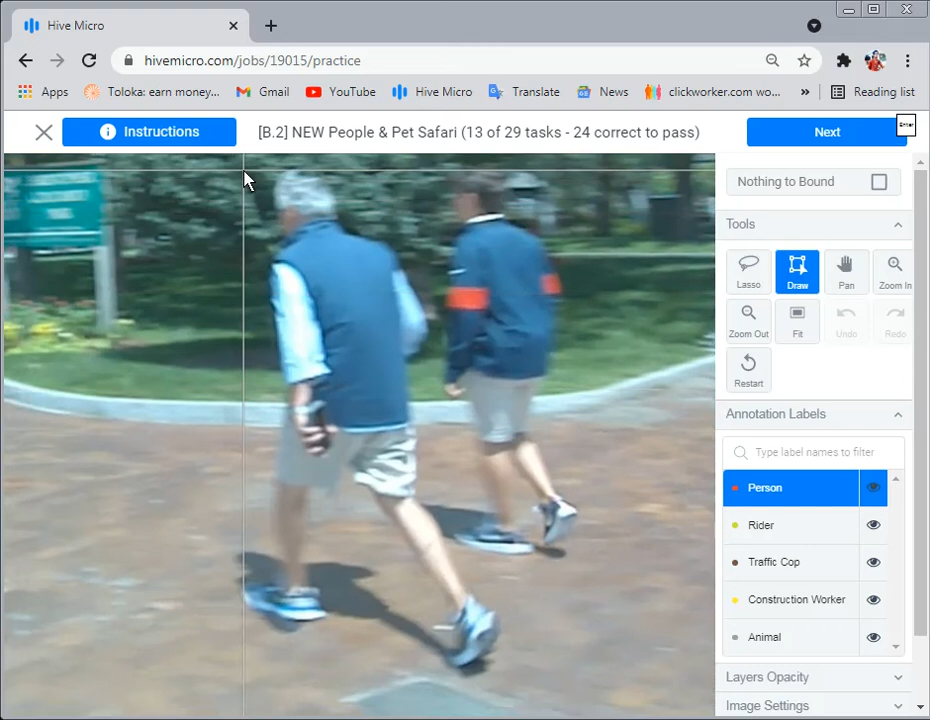 Hive Micro
hivemicro.com/jobs/19015/practice
Apps
Toloka: earn money...
Gmail
YouTube
Hive Micro
Translate
News
clickworker.com wo...
»
Reading list
Instructions
[B.2] NEW People & Pet Safari (13 of 29 tasks - 24 correct to pass)
Next
Enter
Nothing to Bound
Tools
Lasso
Draw
Pan
Zoom In
Zoom Out
Fit
Undo
Redo
Restart
Annotation Labels
Type label names to filter
Person
Rider
Traffic Cop
Construction Worker
Animal
Layers Opacity
Image Settings